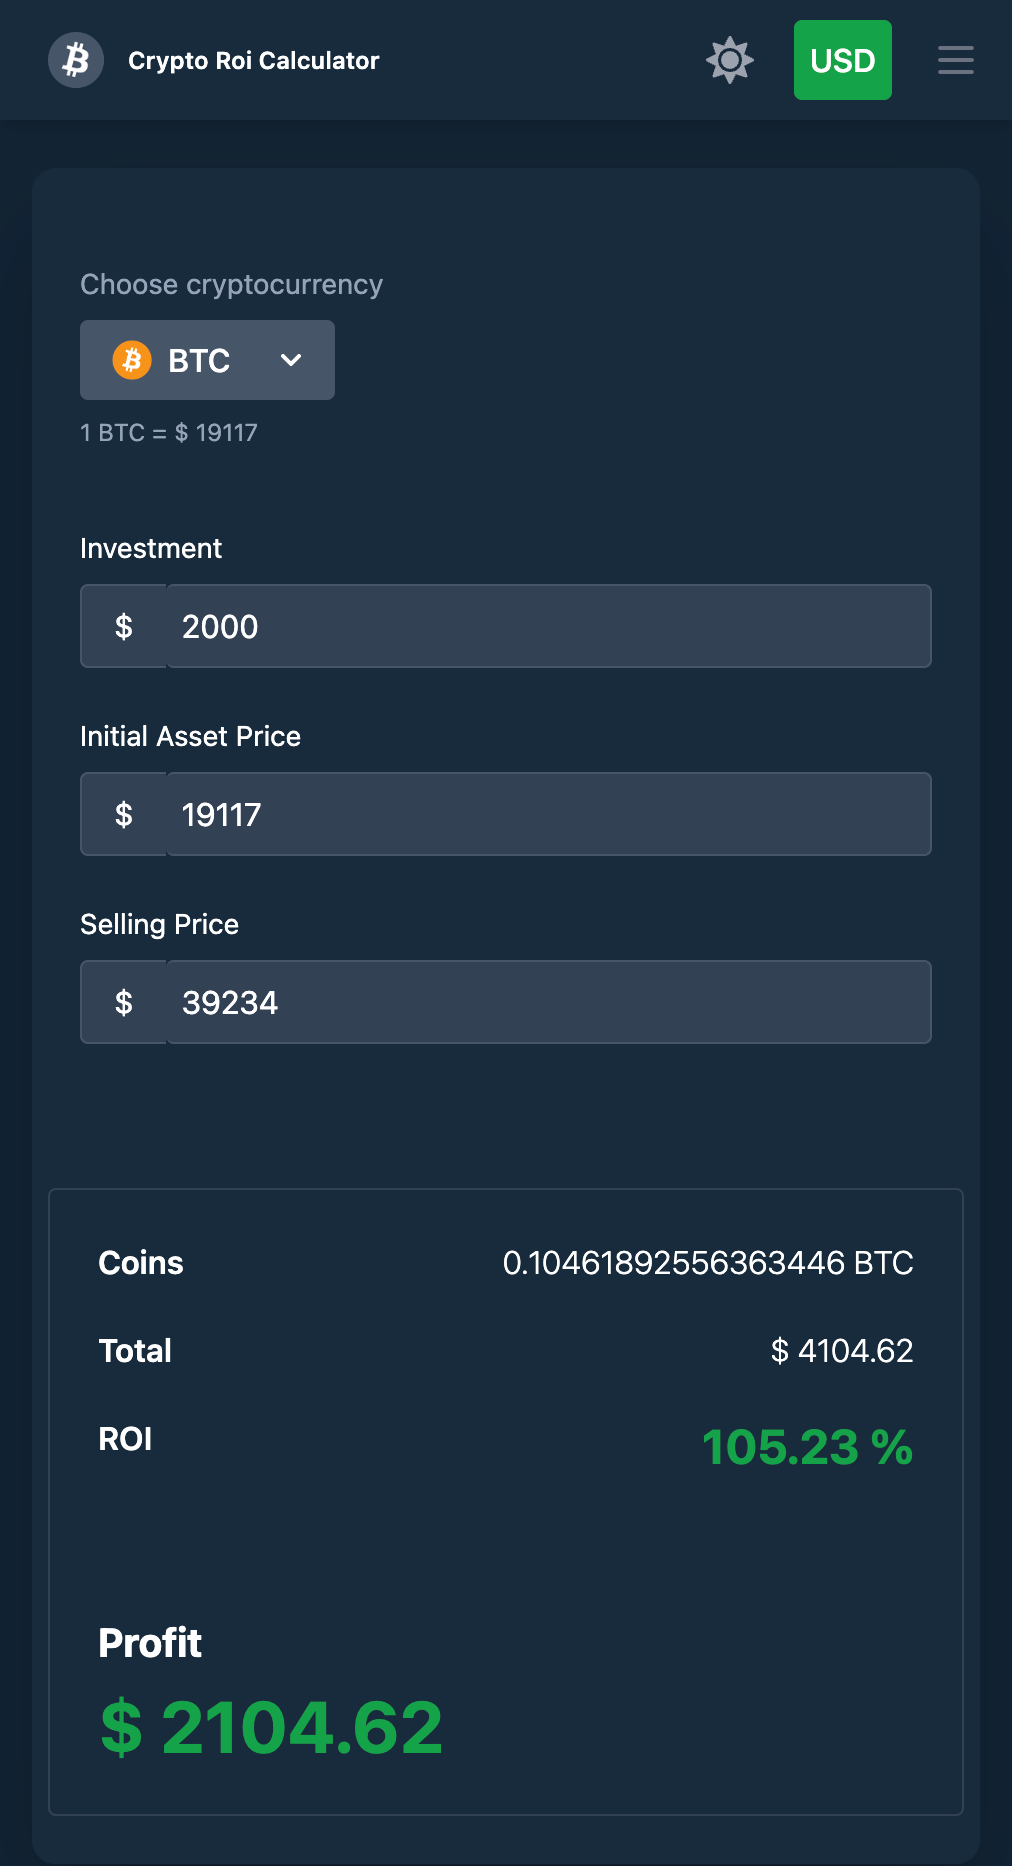 Crypto Roi Calculator
USD
Choose cryptocurrency
BTC
1 BTC = $ 19117
Investment
$ 2000
Initial Asset Price
$ 19117
Selling Price
$ 39234
Coins 0.10461892556363446 BTC
Total $ 4104.62
ROI 105.23 %
Profit
$ 2104.62